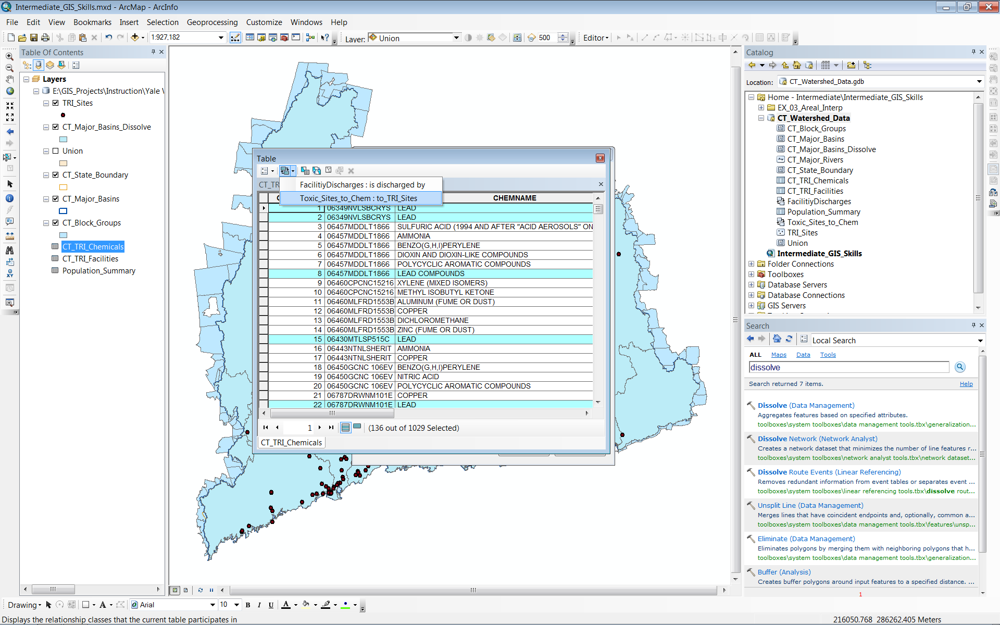 Intermediate_GIS_Skills.mxd - ArcMap - ArcInfo
File Edit View Bookmarks Insert Selection Geoprocessing Customize Windows Help
1:927,182
Layer: Union 500 Editor
Table Of Contents
Layers
E:\GIS_Projects\Instruction\Yale
TRI_Sites
CT_Major_Basins_Dissolve
Union
CT_State_Boundary
CT_Major_Basins
CT_Block_Groups
CT_TRI_Chemicals
CT_TRI_Facilities
Population_Summary
Table
FacilitiyDischarges : is discharged by
Toxic_Sites_to_Chem : to_TRI_Sites
CT_TR
CHEMNAME
1 06349NVLSBCRYS LEAD
2 06349NVLSBCRYS LEAD
3 06457MDDLT1866 SULFURIC ACID (1994 AND AFTER "ACID AEROSOLS" ON
4 06457MDDLT1866 AMMONIA
5 06457MDDLT1866 BENZO(G,H,I)PERYLENE
6 06457MDDLT1866 DIOXIN AND DIOXIN-LIKE COMPOUNDS
7 06457MDDLT1866 POLYCYCLIC AROMATIC COMPOUNDS
8 06457MDDLT1866 LEAD COMPOUNDS
9 06460CPCNC15216 XYLENE (MIXED ISOMERS)
10 06460CPCNC15216 METHYL ISOBUTYL KETONE
11 06460MLFRD1553B ALUMINUM (FUME OR DUST)
12 06460MLFRD1553B COPPER
13 06460MLFRD1553B DICHLOROMETHANE
14 06460MLFRD1553B ZINC (FUME OR DUST)
15 06430MTLSP515C LEAD
16 06443NTNLSHERIT AMMONIA
17 06443NTNLSHERIT COPPER
18 06450GCNC 106EV BENZO(G,H,I)PERYLENE
19 06450GCNC 106EV NITRIC ACID
20 06450GCNC 106EV POLYCYCLIC AROMATIC COMPOUNDS
21 06787DRWNM101E COPPER
22 06787DRWNM101E LEAD
1 (136 out of 1029 Selected)
CT_TRI_Chemicals
Catalog
Location: CT_Watershed_Data.gdb
Home - Intermediate\Intermediate_GIS_Skills
EX_03_Areal_Interp
CT_Watershed_Data
CT_Block_Groups
CT_Major_Basins
CT_Major_Basins_Dissolve
CT_Major_Rivers
CT_State_Boundary
CT_TRI_Chemicals
CT_TRI_Facilities
FacilitiyDischarges
Population_Summary
Toxic_Sites_to_Chem
TRI_Sites
Union
Intermediate_GIS_Skills
Folder Connections
Toolboxes
Database Servers
Database Connections
GIS Servers
Search
Local Search
ALL Maps Data Tools
dissolve
Search returned 7 items. Help
Dissolve (Data Management)
Aggregates features based on specified attributes.
toolboxes\system toolboxes\data management tools.tbx\generalization...
Dissolve Network (Network Analyst)
Creates a network dataset that minimizes the number of line features r...
toolboxes\system toolboxes\network analyst tools.tbx\network dataset...
Dissolve Route Events (Linear Referencing)
Removes redundant information from event tables or separates event ...
toolboxes\system toolboxes\linear referencing tools.tbx\dissolve rout...
Unsplit Line (Data Management)
Merges lines that have coincident endpoints and, optionally, common a...
toolboxes\system toolboxes\data management tools.tbx\features\unsp...
Eliminate (Data Management)
Eliminates polygons by merging them with neighboring polygons that h...
toolboxes\system toolboxes\data management tools.tbx\generalization...
Buffer (Analysis)
Creates buffer polygons around input features to a specified distance. ...
1
Drawing A Arial 10 B I U A
Displays the relationship classes that the current table participates in
216050.768 286262.405 Meters